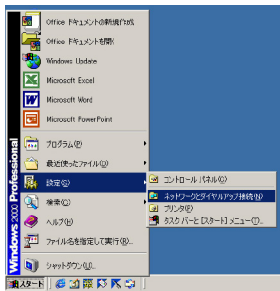 Office ドキュメントの新規作成
Office ドキュメントを開く
Windows Update
Microsoft Excel
Microsoft Word
Microsoft PowerPoint
プログラム(P)
最近使ったファイル(D)
設定(S)
検索(C)
ヘルプ(H)
ファイル名を指定して実行(R)...
シャットダウン(U)...
コントロール パネル(C)
ネットワークとダイヤルアップ接続(N)
プリンタ(P)
タスク バーと [スタート] メニュー(T)...
Windows 2000 Professional
スタート